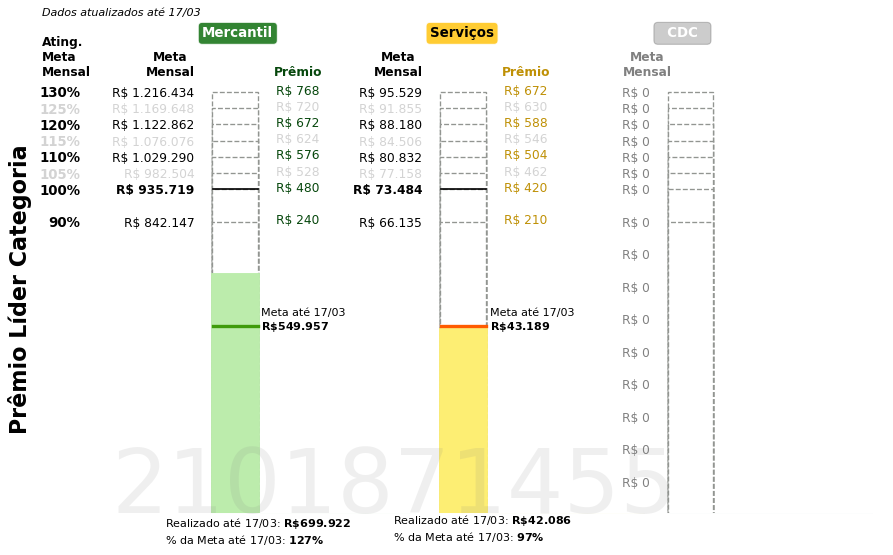 Dados atualizados até 17/03
Mercantil Serviços CDC
Ating.
Meta Meta Meta Meta
Mensal Mensal Prêmio Mensal Prêmio Mensal
130% R$ 1.216.434 R$ 768 R$ 95.529 R$ 672 R$ 0
125% R$ 1.169.648 R$ 720 R$ 91.855 R$ 630 R$ 0
120% R$ 1.122.862 R$ 672 R$ 88.180 R$ 588 R$ 0
115% R$ 1.076.076 R$ 624 R$ 84.506 R$ 546 R$ 0
110% R$ 1.029.290 R$ 576 R$ 80.832 R$ 504 R$ 0
105% R$ 982.504 R$ 528 R$ 77.158 R$ 462 R$ 0
100% R$ 935.719 R$ 480 R$ 73.484 R$ 420 R$ 0
90% R$ 842.147 R$ 240 R$ 66.135 R$ 210 R$ 0
R$ 0
R$ 0
Meta até 17/03 Meta até 17/03 R$ 0
R$549.957 R$43.189
R$ 0
R$ 0
R$ 0
R$ 0
R$ 0
Prêmio Líder Categoria
2101871455
Realizado até 17/03: R$699.922 Realizado até 17/03: R$42.086
% da Meta até 17/03: 127% % da Meta até 17/03: 97%